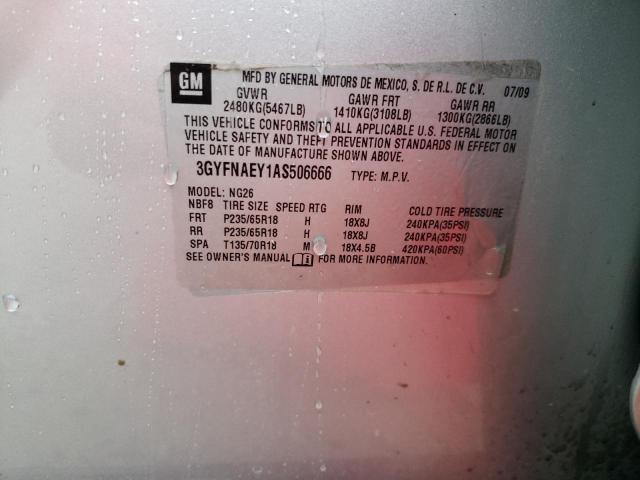 GM MFD BY GENERAL MOTORS DE MEXICO, S. DE R.L. DE C.V. 07/09
GVWR GAWR FRT GAWR RR
2480KG(5467LB) 1410KG(3108LB) 1300KG(2866LB)
THIS VEHICLE CONFORMS TO ALL APPLICABLE U.S. FEDERAL MOTOR
VEHICLE SAFETY AND THEFT PREVENTION STANDARDS IN EFFECT ON
THE DATE OF MANUFACTURE SHOWN ABOVE.
3GYFNAEY1AS506666 TYPE: M.P.V.
MODEL: NG26
NBF8 TIRE SIZE SPEED RTG RIM COLD TIRE PRESSURE
FRT P235/65R18 H 18X8J 240KPA(35PSI)
RR P235/65R18 H 18X8J 240KPA(35PSI)
SPA T135/70R18 M 18X4.5B 420KPA(60PSI)
SEE OWNER'S MANUAL FOR MORE INFORMATION.